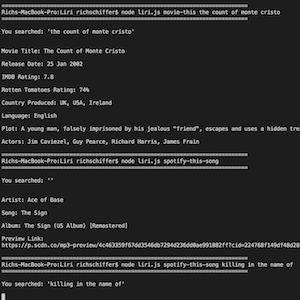 Richs-MacBook-Pro:Liri richschiffer$ node liri.js movie-this the count of monte cristo
You searched: 'the count of monte cristo'
Movie Title: The Count of Monte Cristo
Release Date: 25 Jan 2002
IMDB Rating: 7.8
Rotten Tomatoes Rating: 74%
Country Produced: UK, USA, Ireland
Language: English
Plot: A young man, falsely imprisoned by his jealous "friend", escapes and uses a hidden tre
Actors: Jim Caviezel, Guy Pearce, Richard Harris, James Frain
Richs-MacBook-Pro:Liri richschiffer$ node liri.js spotify-this-song
You searched: ''
Artist: Ace of Base
Song: The Sign
Album: The Sign (US Album) [Remastered]
Preview Link:
https://p.scdn.co/mp3-preview/4c463359f67dd3546db7294d236dd0ae991882ff?cid=224768f149df48d28
Richs-MacBook-Pro:Liri richschiffer$ node liri.js spotify-this-song killing in the name of
You searched: 'killing in the name of'